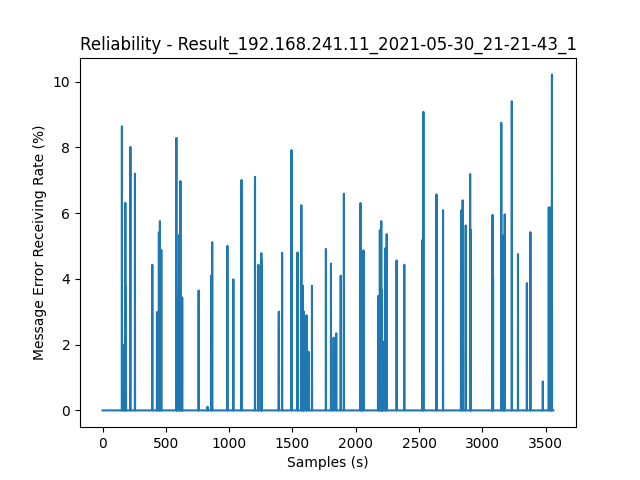 Reliability - Result_192.168.241.11_2021-05-30_21-21-43_1
Message Error Receiving Rate (%)
10
8
6
4
2
0
0 500 1000 1500 2000 2500 3000 3500
Samples (s)